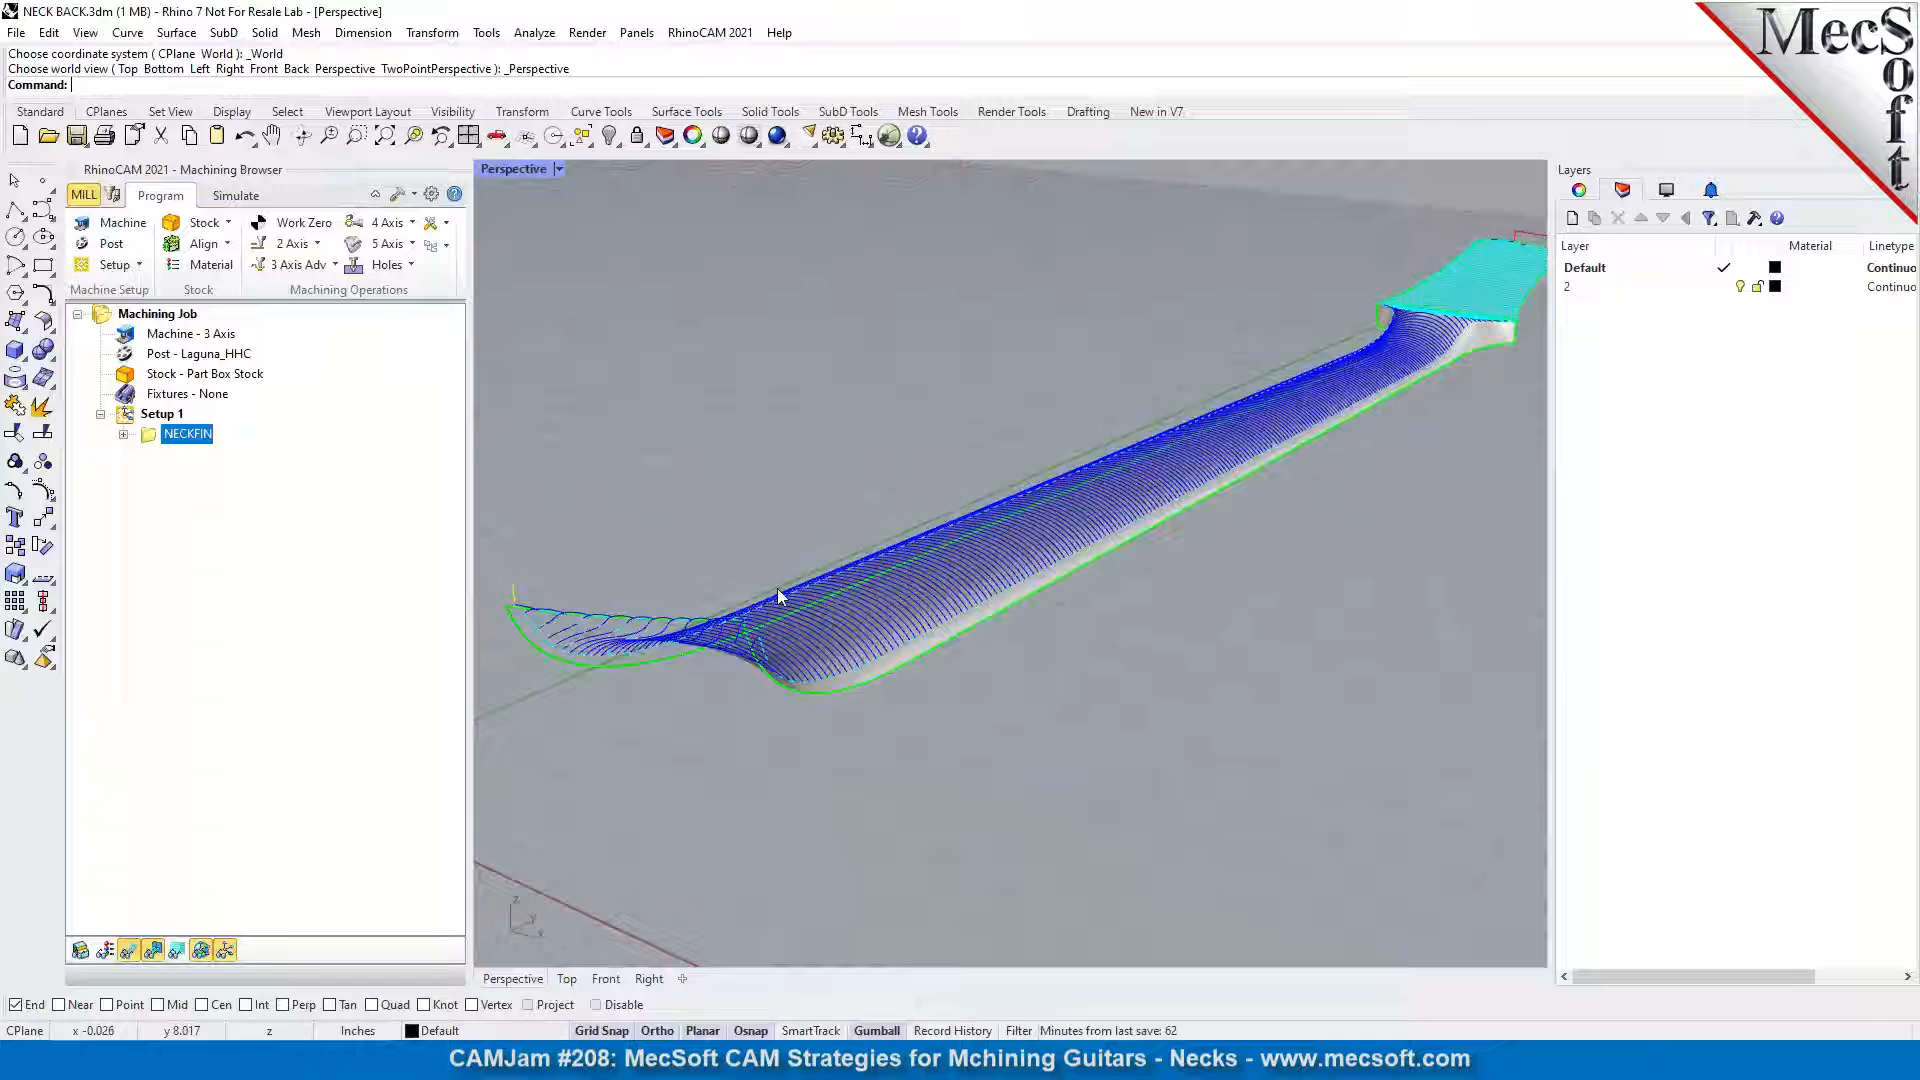 NECK BACK.3dm (1 MB) - Rhino 7 Not For Resale Lab - [Perspective]
File Edit View Curve Surface SubD Solid Mesh Dimension Transform Tools Analyze Render Panels RhinoCAM 2021 Help
Choose coordinate system ( CPlane World ): _World
Choose world view ( Top Bottom Left Right Front Back Perspective TwoPointPerspective ): _Perspective
Command:
Standard CPlanes Set View Display Select Viewport Layout Visibility Transform Curve Tools Surface Tools Solid Tools SubD Tools Mesh Tools Render Tools Drafting New in V7
MecSoft
RhinoCAM 2021 - Machining Browser
MILL Program Simulate
Machine Stock Work Zero 4 Axis
Post Align 2 Axis 5 Axis
Setup Material 3 Axis Adv Holes
Machine Setup Stock Machining Operations
Machining Job
Machine - 3 Axis
Post - Laguna_HHC
Stock - Part Box Stock
Fixtures - None
Setup 1
NECKFIN
Perspective
Layers
Layer Material Linetype
Default Continuo
2 Continuo
z
y
x
Perspective Top Front Right
End Near Point Mid Cen Int Perp Tan Quad Knot Vertex Project Disable
CPlane x -0.026 y 8.017 z Inches Default Grid Snap Ortho Planar Osnap SmartTrack Gumball Record History Filter Minutes from last save: 62
CAMJam #208: MecSoft CAM Strategies for Mchining Guitars - Necks - www.mecsoft.com